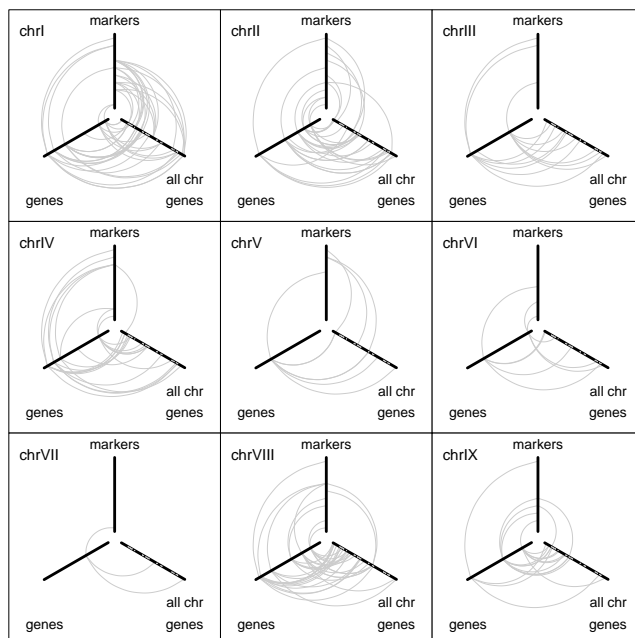 markers
chrI
all chr
genes
genes
markers
chrII
all chr
genes
genes
markers
chrIII
all chr
genes
genes
markers
chrIV
all chr
genes
genes
markers
chrV
all chr
genes
genes
markers
chrVI
all chr
genes
genes
markers
chrVII
all chr
genes
genes
markers
chrVIII
all chr
genes
genes
markers
chrIX
all chr
genes
genes